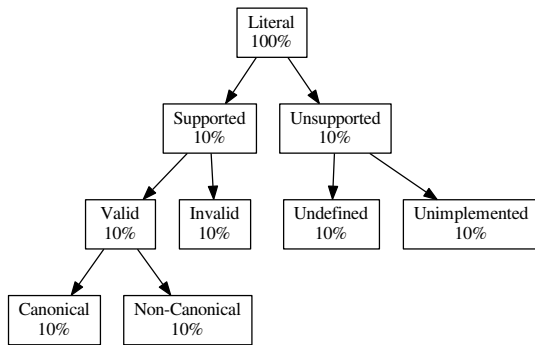 Literal
100%
Supported
10%
Unsupported
10%
Valid
10%
Invalid
10%
Undefined
10%
Unimplemented
10%
Canonical
10%
Non-Canonical
10%